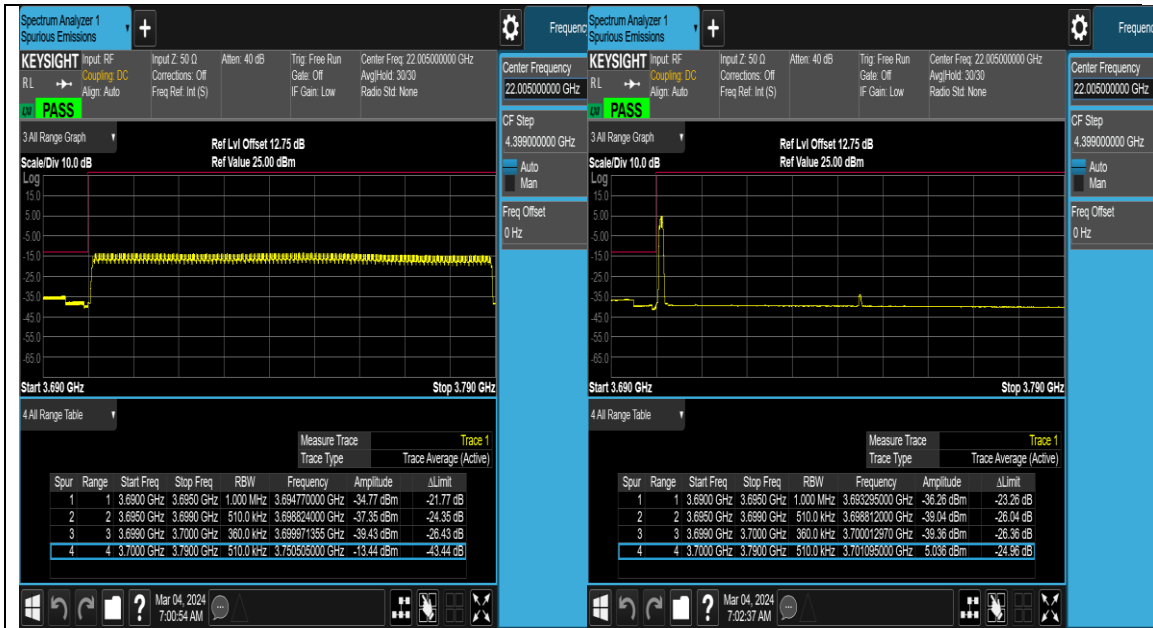 Spectrum Analyzer 1
Spurious Emissions
+
Frequenc
KEYSIGHT
RL
LNI PASS
Input: RF
Coupling: DC
Align: Auto
Input Z: 50 Ω
Corrections: Off
Freq Ref: Int (S)
Atten: 40 dB
Trig: Free Run
Gate: Off
IF Gain: Low
Center Freq: 22.005000000 GHz
Avg|Hold: 30/30
Radio Std: None
Center Frequency
22.005000000 GHz
CF Step
4.399000000 GHz
Auto
Man
Freq Offset
0 Hz
3 All Range Graph
Ref Lvl Offset 12.75 dB
Scale/Div 10.0 dB
Ref Value 25.00 dBm
Log
15.0
5.00
-5.00
-15.0
-25.0
-35.0
-45.0
-55.0
-65.0
Start 3.690 GHz
Stop 3.790 GHz
4 All Range Table
Measure Trace Trace 1
Trace Type Trace Average (Active)
Spur Range Start Freq Stop Freq RBW Frequency Amplitude ΔLimit
1 1 3.6900 GHz 3.6950 GHz 1.000 MHz 3.694770000 GHz -34.77 dBm -21.77 dB
2 2 3.6950 GHz 3.6990 GHz 510.0 kHz 3.698824000 GHz -37.35 dBm -24.35 dB
3 3 3.6990 GHz 3.7000 GHz 360.0 kHz 3.699971355 GHz -39.43 dBm -26.43 dB
4 4 3.7000 GHz 3.7900 GHz 510.0 kHz 3.750505000 GHz -13.44 dBm -43.44 dB
?
Mar 04, 2024
7:00:54 AM
Spectrum Analyzer 1
Spurious Emissions
+
Frequenc
KEYSIGHT
RL
LNI PASS
Input: RF
Coupling: DC
Align: Auto
Input Z: 50 Ω
Corrections: Off
Freq Ref: Int (S)
Atten: 40 dB
Trig: Free Run
Gate: Off
IF Gain: Low
Center Freq: 22.005000000 GHz
Avg|Hold: 30/30
Radio Std: None
Center Frequency
22.005000000 GHz
CF Step
4.399000000 GHz
Auto
Man
Freq Offset
0 Hz
3 All Range Graph
Ref Lvl Offset 12.75 dB
Scale/Div 10.0 dB
Ref Value 25.00 dBm
Log
15.0
5.00
-5.00
-15.0
-25.0
-35.0
-45.0
-55.0
-65.0
Start 3.690 GHz
Stop 3.790 GHz
4 All Range Table
Measure Trace Trace 1
Trace Type Trace Average (Active)
Spur Range Start Freq Stop Freq RBW Frequency Amplitude ΔLimit
1 1 3.6900 GHz 3.6950 GHz 1.000 MHz 3.693295000 GHz -36.26 dBm -23.26 dB
2 2 3.6950 GHz 3.6990 GHz 510.0 kHz 3.698812000 GHz -39.04 dBm -26.04 dB
3 3 3.6990 GHz 3.7000 GHz 360.0 kHz 3.700012970 GHz -39.36 dBm -26.36 dB
4 4 3.7000 GHz 3.7900 GHz 510.0 kHz 3.701095000 GHz 5.036 dBm -24.96 dB
?
Mar 04, 2024
7:02:37 AM